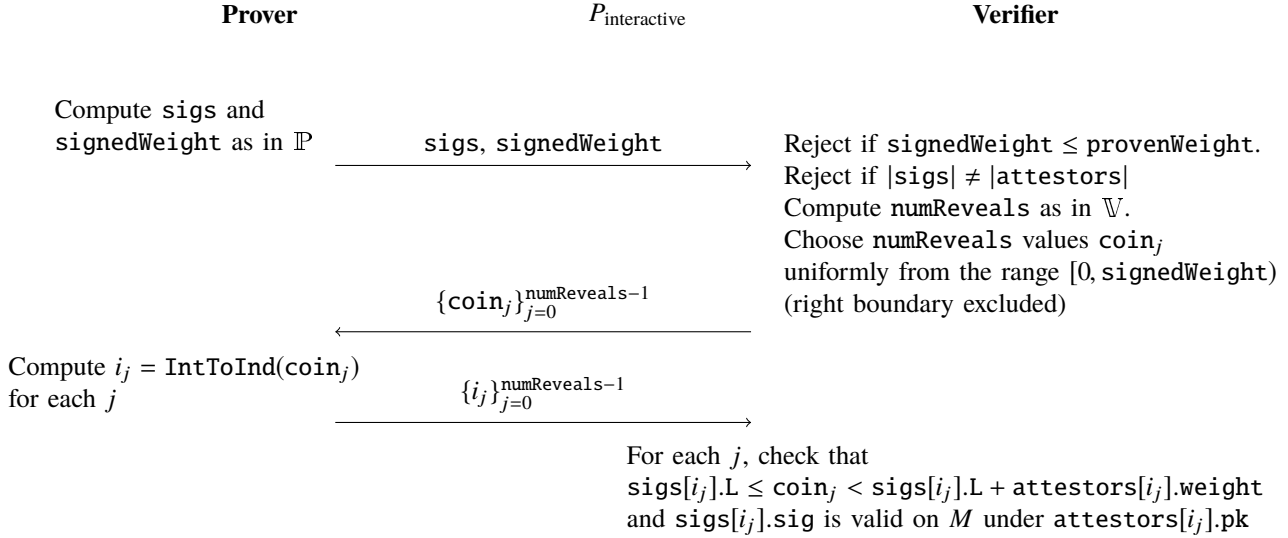 Prover P_interactive Verifier
Compute sigs and
signedWeight as in ℙ
sigs, signedWeight
Reject if signedWeight ≤ provenWeight.
Reject if |sigs| ≠ |attestors|
Compute numReveals as in 𝕍.
Choose numReveals values coin_j
uniformly from the range [0, signedWeight)
(right boundary excluded)
{coin_j}_{j=0}^{numReveals−1}
Compute i_j = IntToInd(coin_j)
for each j
{i_j}_{j=0}^{numReveals−1}
For each j, check that
sigs[i_j].L ≤ coin_j < sigs[i_j].L + attestors[i_j].weight
and sigs[i_j].sig is valid on M under attestors[i_j].pk